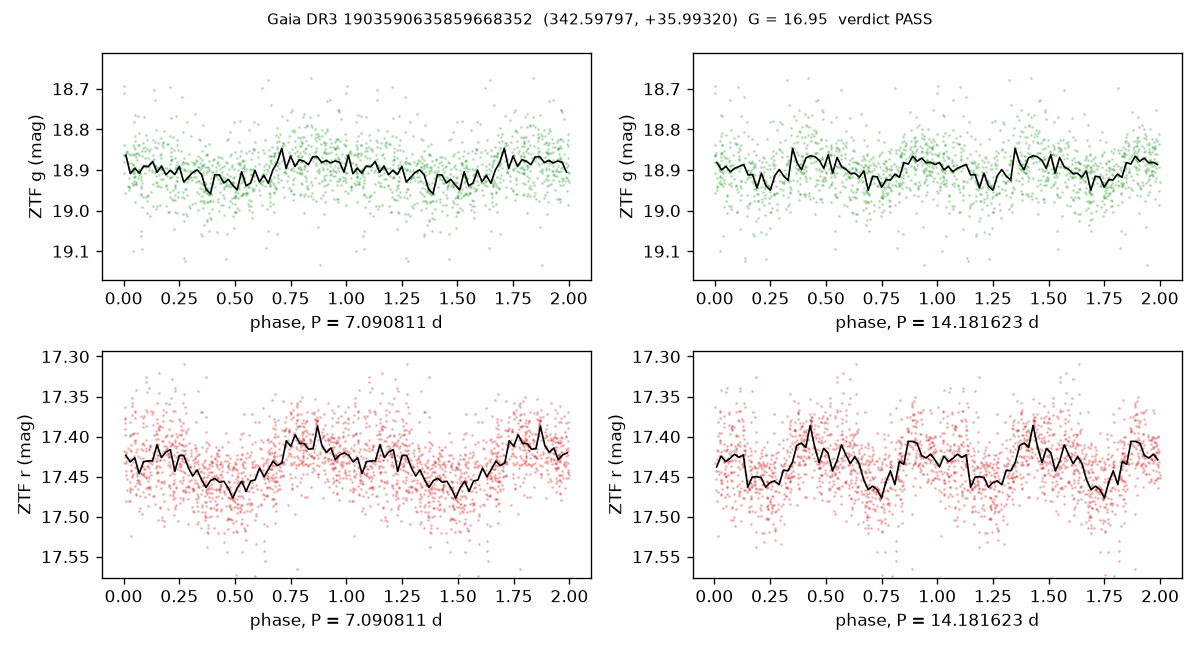 Gaia DR3 1903590635859668352 (342.59797, +35.99320) G = 16.95 verdict PASS
ZTF g (mag)
18.7
18.8
18.9
19.0
19.1
0.00 0.25 0.50 0.75 1.00 1.25 1.50 1.75 2.00
phase, P = 7.090811 d
ZTF g (mag)
18.7
18.8
18.9
19.0
19.1
0.00 0.25 0.50 0.75 1.00 1.25 1.50 1.75 2.00
phase, P = 14.181623 d
ZTF r (mag)
17.30
17.35
17.40
17.45
17.50
17.55
0.00 0.25 0.50 0.75 1.00 1.25 1.50 1.75 2.00
phase, P = 7.090811 d
ZTF r (mag)
17.30
17.35
17.40
17.45
17.50
17.55
0.00 0.25 0.50 0.75 1.00 1.25 1.50 1.75 2.00
phase, P = 14.181623 d